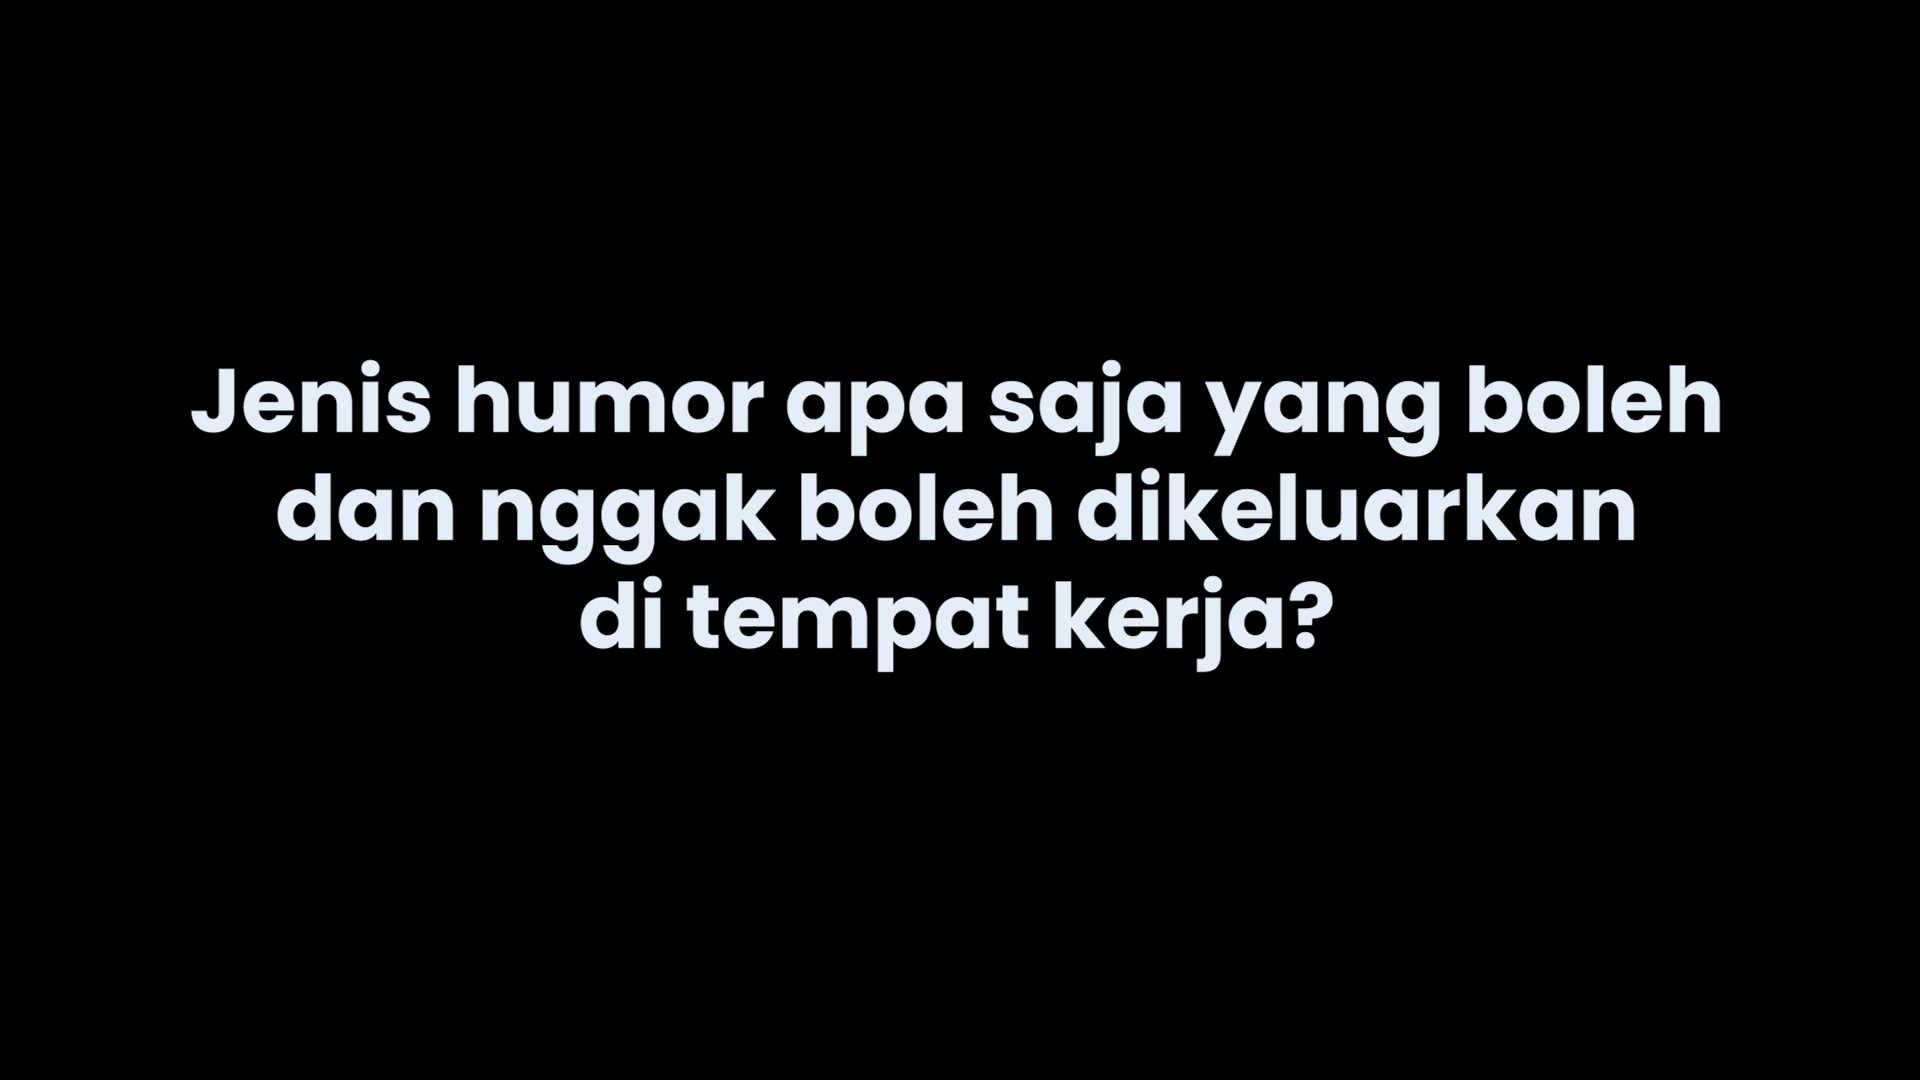 Jenis humor apa saja yang boleh
dan nggak boleh dikeluarkan
di tempat kerja?